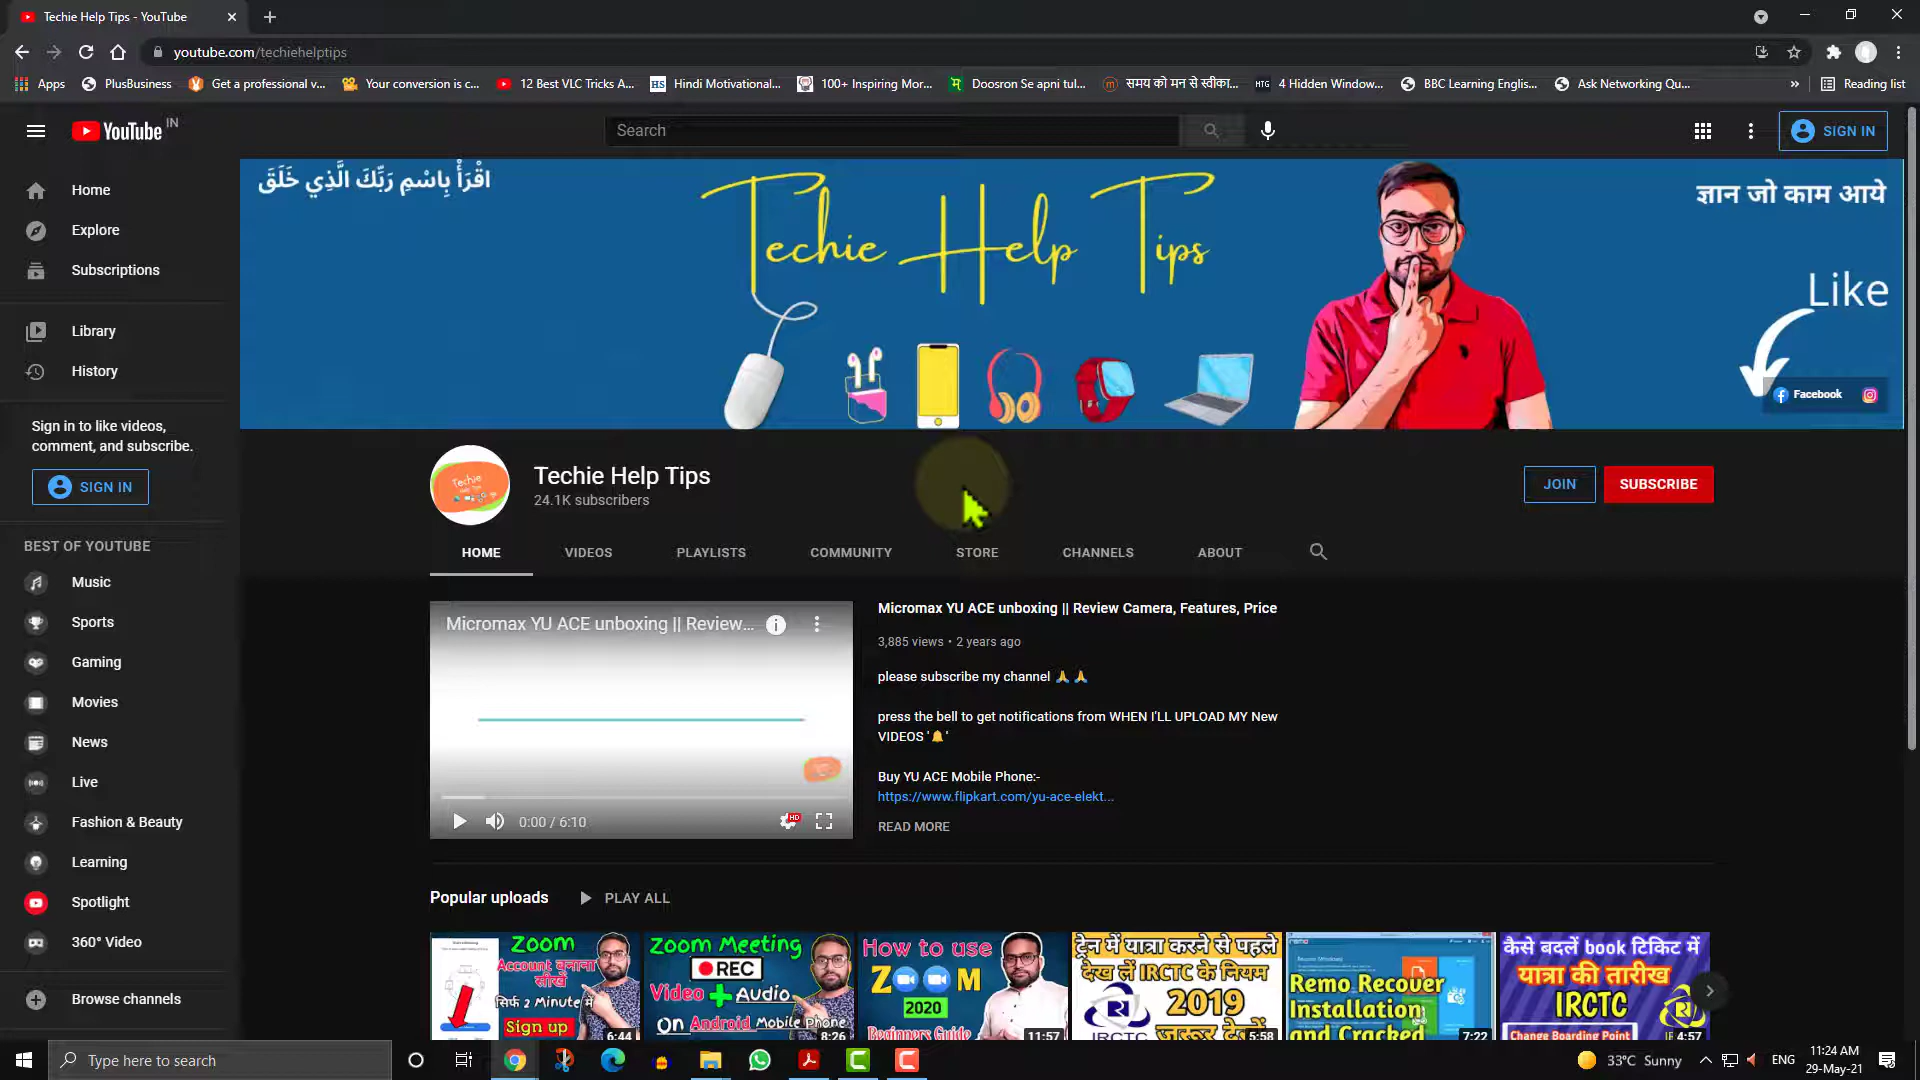 Techie Help Tips - YouTube
youtube.com/techiehelptips
Apps
PlusBusiness
Get a professional v...
Your conversion is c...
12 Best VLC Tricks A...
HS
Hindi Motivational...
100+ Inspiring Mor...
Doosron Se apni tul...
समय को मन से स्वीका...
HTG
4 Hidden Window...
BBC Learning Englis...
Ask Networking Qu...
»
Reading list
YouTube IN
Search
SIGN IN
Home
Explore
Subscriptions
Library
History
Sign in to like videos,
comment, and subscribe.
SIGN IN
BEST OF YOUTUBE
Music
Sports
Gaming
Movies
News
Live
Fashion & Beauty
Learning
Spotlight
360° Video
Browse channels
اقْرَأْ بِاسْمِ رَبِّكَ الَّذِي خَلَقَ
Techie Help Tips
ज्ञान जो काम आये
Like
Facebook
Techie Help Tips
24.1K subscribers
JOIN
SUBSCRIBE
HOME
VIDEOS
PLAYLISTS
COMMUNITY
STORE
CHANNELS
ABOUT
Micromax YU ACE unboxing || Review...
0:00 / 6:10
HD
Micromax YU ACE unboxing || Review Camera, Features, Price
3,885 views • 2 years ago
please subscribe my channel 🙏 🙏
press the bell to get notifications from WHEN I'LL UPLOAD MY New
VIDEOS '🔔'
Buy YU ACE Mobile Phone:-
https://www.flipkart.com/yu-ace-elekt...
READ MORE
Popular uploads
PLAY ALL
Zoom
Account बनाना
सीखे
सिर्फ 2 मिनute में
Sign up
6:44
Zoom Meeting
REC
Video + Audio
On Android Mobile Phone
8:26
How to use
ZOOM
2020
Beginners Guide
11:57
ट्रेन में यात्रा करने से पहले
देख लें IRCTC के नियम
2019
IRCTC
जरूर देखें
5:58
Remo Recover
Installation
and Cracked
7:22
कैसे बदलें book टिकिट में
यात्रा की तारीख
IRCTC
Change Boarding Point
4:57
Type here to search
33°C Sunny
ENG
11:24 AM
29-May-21